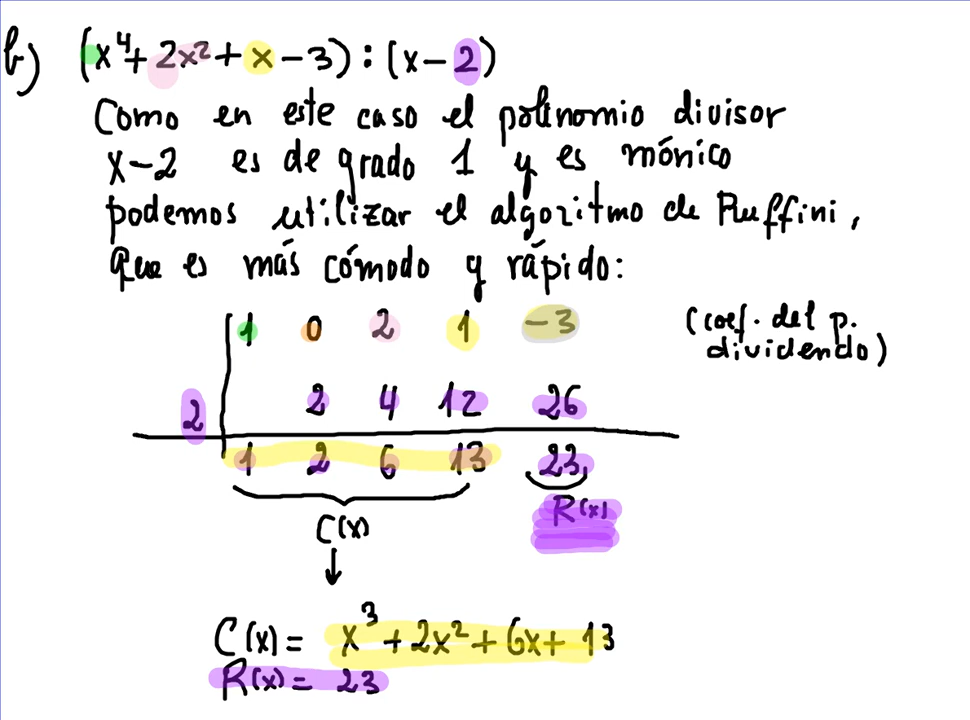 b) (x⁴+2x²+x-3):(x-2)
Como en este caso el polinomio divisor
x-2 es de grado 1 y es mónico
podemos utilizar el algoritmo de Ruffini,
que es más cómodo y rápido:
1 0 2 1 -3 (coef. del p.
dividendo)
2 2 4 12 26
1 2 6 13 23
C(x) R(x)
↓
C(x)= x³+2x²+6x+13
R(x)= 23